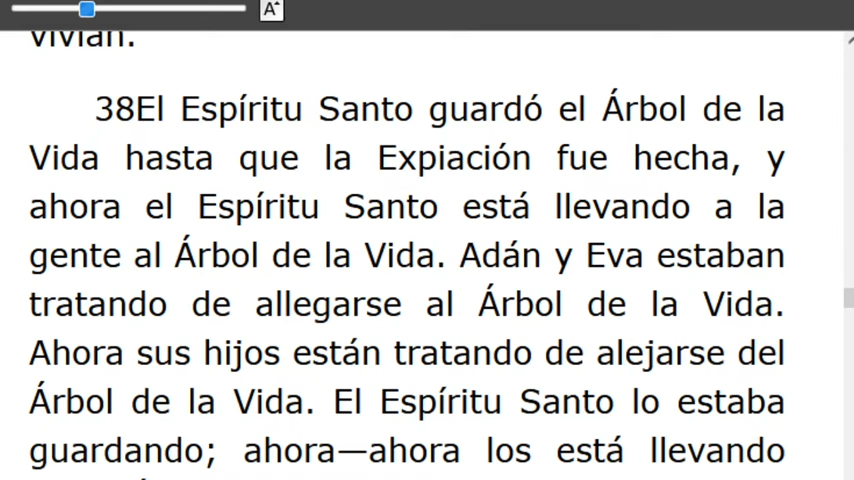 vivían.
38El Espíritu Santo guardó el Árbol de la
Vida hasta que la Expiación fue hecha, y
ahora el Espíritu Santo está llevando a la
gente al Árbol de la Vida. Adán y Eva estaban
tratando de allegarse al Árbol de la Vida.
Ahora sus hijos están tratando de alejarse del
Árbol de la Vida. El Espíritu Santo lo estaba
guardando; ahora—ahora los está llevando